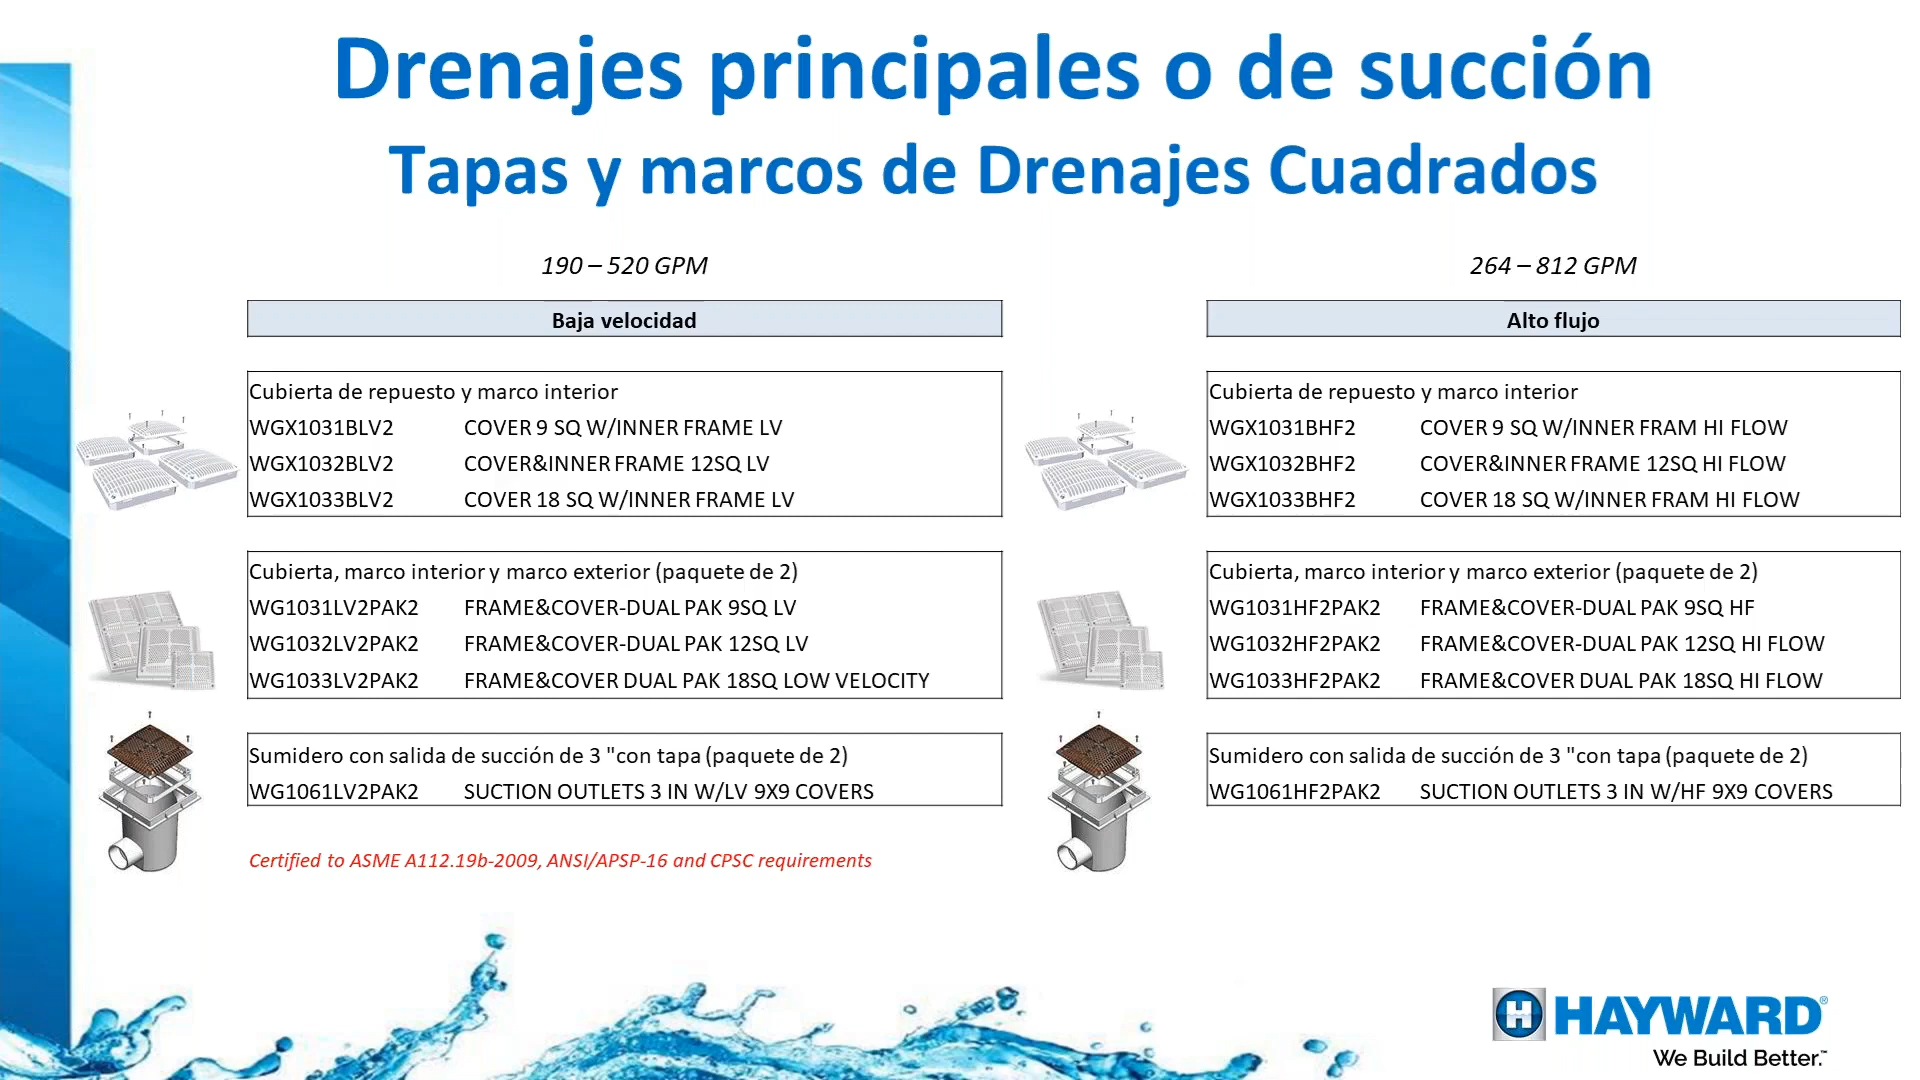 Drenajes principales o de succión
Tapas y marcos de Drenajes Cuadrados
190 – 520 GPM
Baja velocidad
Cubierta de repuesto y marco interior
WGX1031BLV2 COVER 9 SQ W/INNER FRAME LV
WGX1032BLV2 COVER&INNER FRAME 12SQ LV
WGX1033BLV2 COVER 18 SQ W/INNER FRAME LV
Cubierta, marco interior y marco exterior (paquete de 2)
WG1031LV2PAK2 FRAME&COVER-DUAL PAK 9SQ LV
WG1032LV2PAK2 FRAME&COVER-DUAL PAK 12SQ LV
WG1033LV2PAK2 FRAME&COVER DUAL PAK 18SQ LOW VELOCITY
Sumidero con salida de succión de 3 "con tapa (paquete de 2)
WG1061LV2PAK2 SUCTION OUTLETS 3 IN W/LV 9X9 COVERS
Certified to ASME A112.19b-2009, ANSI/APSP-16 and CPSC requirements
264 – 812 GPM
Alto flujo
Cubierta de repuesto y marco interior
WGX1031BHF2 COVER 9 SQ W/INNER FRAM HI FLOW
WGX1032BHF2 COVER&INNER FRAME 12SQ HI FLOW
WGX1033BHF2 COVER 18 SQ W/INNER FRAM HI FLOW
Cubierta, marco interior y marco exterior (paquete de 2)
WG1031HF2PAK2 FRAME&COVER-DUAL PAK 9SQ HF
WG1032HF2PAK2 FRAME&COVER-DUAL PAK 12SQ HI FLOW
WG1033HF2PAK2 FRAME&COVER DUAL PAK 18SQ HI FLOW
Sumidero con salida de succión de 3 "con tapa (paquete de 2)
WG1061HF2PAK2 SUCTION OUTLETS 3 IN W/HF 9X9 COVERS
H HAYWARD®
We Build Better.™